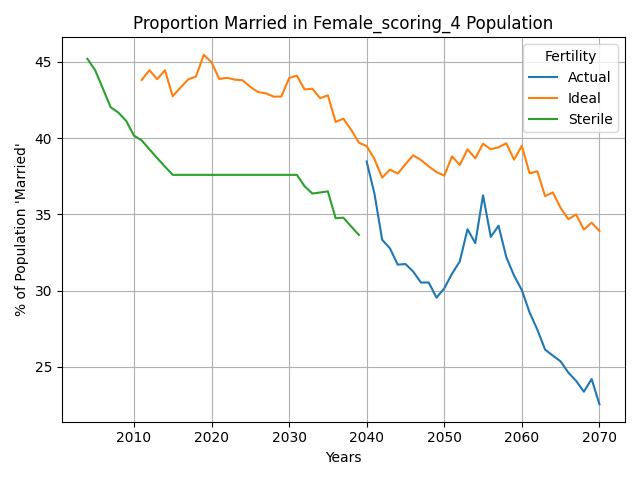 Proportion Married in Female_scoring_4 Population
% of Population 'Married'
45
40
35
30
25
Fertility
Actual
Ideal
Sterile
2010 2020 2030 2040 2050 2060 2070
Years